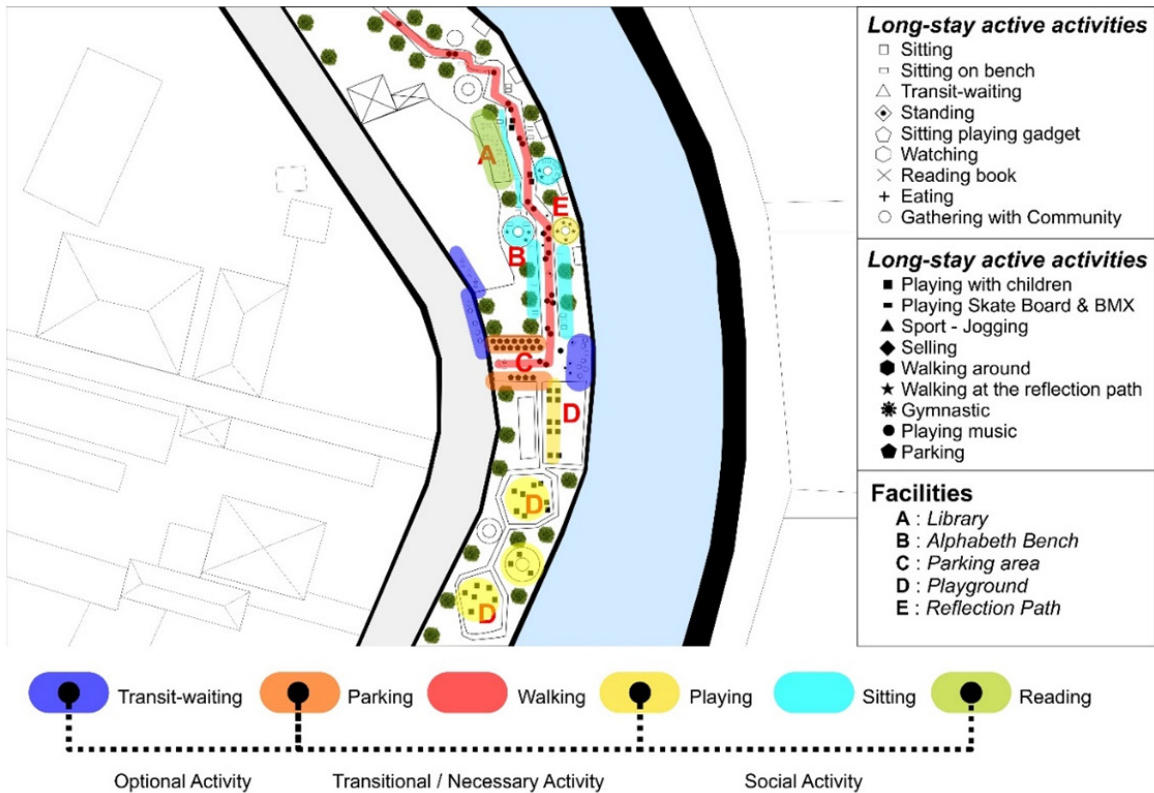 Long-stay active activities
Sitting
Sitting on bench
Transit-waiting
Standing
Sitting playing gadget
Watching
Reading book
Eating
Gathering with Community
Long-stay active activities
Playing with children
Playing Skate Board & BMX
Sport - Jogging
Selling
Walking around
Walking at the reflection path
Gymnastic
Playing music
Parking
Facilities
A : Library
B : Alphabeth Bench
C : Parking area
D : Playground
E : Reflection Path
A
E
B
C
D
D
D
Transit-waiting
Parking
Walking
Playing
Sitting
Reading
Optional Activity
Transitional / Necessary Activity
Social Activity